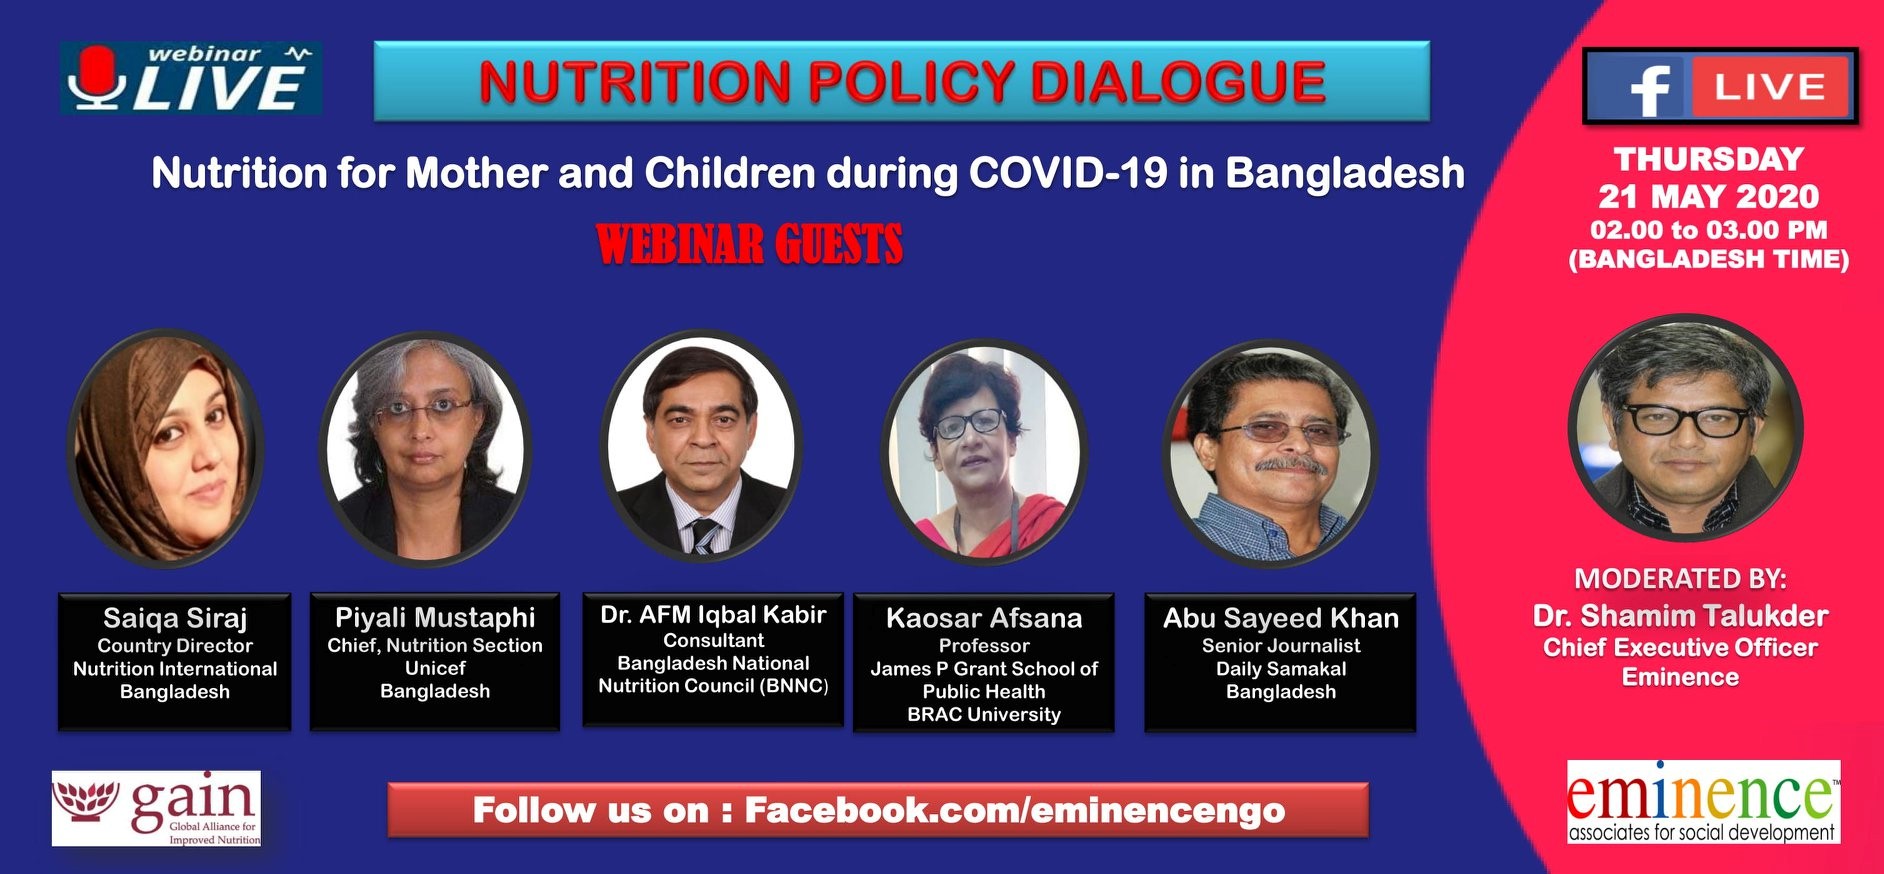 webinar
LIVE
NUTRITION POLICY DIALOGUE
Nutrition for Mother and Children during COVID-19 in Bangladesh
WEBINAR GUESTS
f LIVE
THURSDAY
21 MAY 2020
02.00 to 03.00 PM
(BANGLADESH TIME)
Saiqa Siraj
Country Director
Nutrition International
Bangladesh
Piyali Mustaphi
Chief, Nutrition Section
Unicef
Bangladesh
Dr. AFM Iqbal Kabir
Consultant
Bangladesh National
Nutrition Council (BNNC)
Kaosar Afsana
Professor
James P Grant School of
Public Health
BRAC University
Abu Sayeed Khan
Senior Journalist
Daily Samakal
Bangladesh
MODERATED BY:
Dr. Shamim Talukder
Chief Executive Officer
Eminence
gain
Global Alliance for
Improved Nutrition
Follow us on : Facebook.com/eminencengo
eminence™
associates for social development